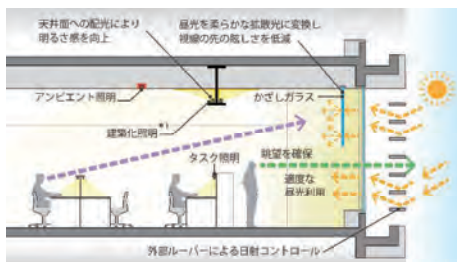 天井面への配光により
明るさ感を向上
昼光を柔らかな拡散光に変換し
視線の先の眩しさを低減
アンビエント照明
かざしガラス
建築化照明*1
タスク照明
眺望を確保
適度な
昼光利用
外部ルーバーによる日射コントロール